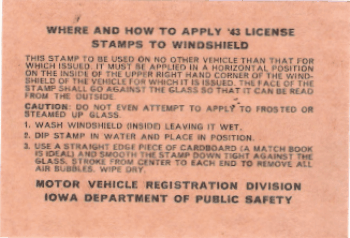 WHERE AND HOW TO APPLY '43 LICENSE
STAMPS TO WINDSHIELD
THIS STAMP TO BE USED ON NO OTHER VEHICLE THAN THAT FOR
WHICH ISSUED. IT MUST BE APPLIED IN A HORIZONTAL POSITION
ON THE INSIDE OF THE UPPER RIGHT HAND CORNER OF THE WIND-
SHIELD OF THE VEHICLE FOR WHICH IT IS ISSUED. THE FACE OF THE
STAMP SHALL GO AGAINST THE GLASS SO THAT IT CAN BE READ
FROM THE OUTSIDE.
CAUTION: DO NOT EVEN ATTEMPT TO APPLY TO FROSTED OR
STEAMED UP GLASS.
1. WASH WINDSHIELD (INSIDE) LEAVING IT WET.
2. DIP STAMP IN WATER AND PLACE IN POSITION.
3. USE A STRAIGHT EDGE PIECE OF CARDBOARD (A MATCH BOOK
IS IDEAL) AND SMOOTH THE STAMP DOWN TIGHT AGAINST THE
GLASS, STROKE FROM CENTER TO EACH END TO REMOVE ALL
AIR BUBBLES. WIPE DRY.
MOTOR VEHICLE REGISTRATION DIVISION
IOWA DEPARTMENT OF PUBLIC SAFETY